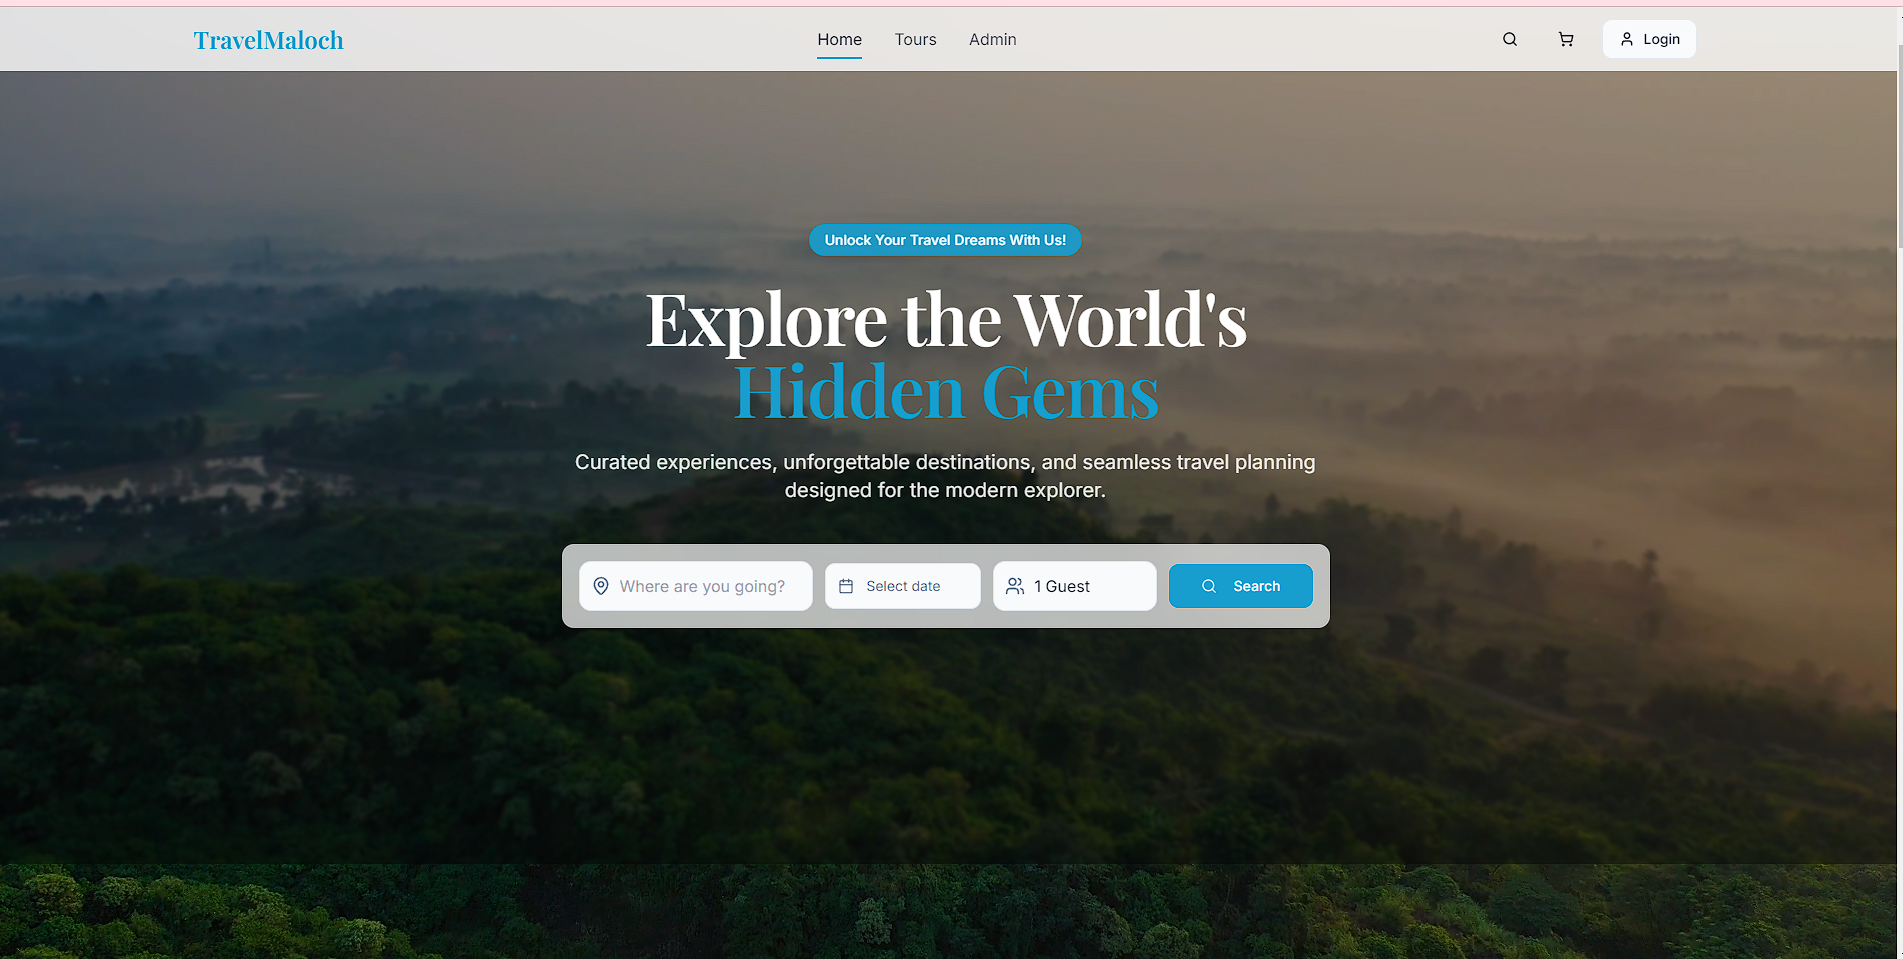 TravelMaloch
Home
Tours
Admin
Login
Unlock Your Travel Dreams With Us!
Explore the World's
Hidden Gems
Curated experiences, unforgettable destinations, and seamless travel planning
designed for the modern explorer.
Where are you going?
Select date
1 Guest
Search